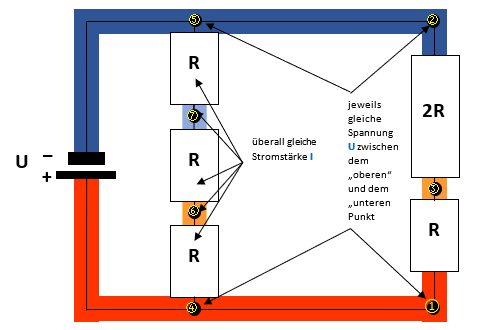 5
2
R
7
R
6
R
4
U
–
+
überall gleiche
Stromstärke I
jeweils
gleiche
Spannung
U zwischen
dem
„oberen“
und dem
„unteren
Punkt
2R
3
R
1